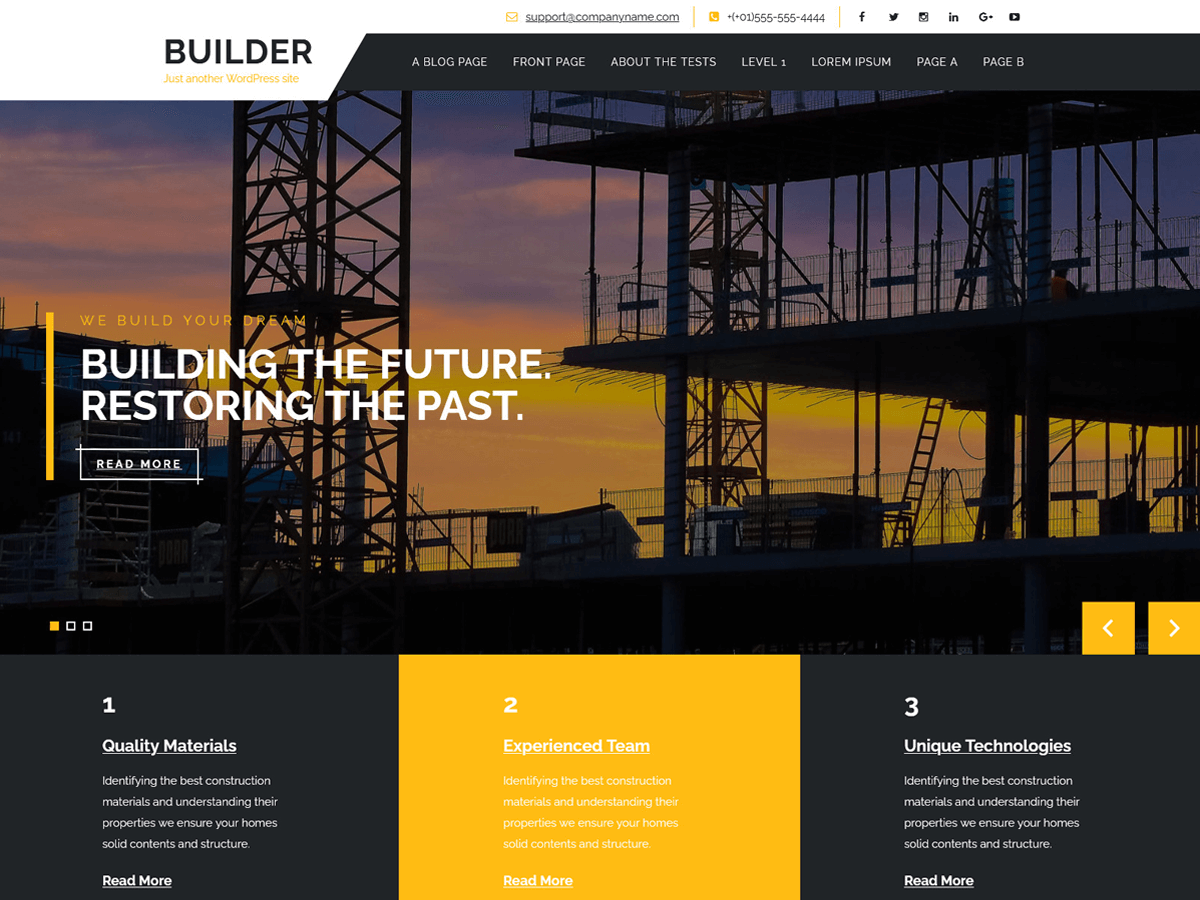 support@companyname.com
+(+01)555-555-4444
BUILDER
Just another WordPress site
A BLOG PAGE
FRONT PAGE
ABOUT THE TESTS
LEVEL 1
LOREM IPSUM
PAGE A
PAGE B
WE BUILD YOUR DREAM
BUILDING THE FUTURE.
RESTORING THE PAST.
READ MORE
1
Quality Materials
Identifying the best construction
materials and understanding their
properties we ensure your homes
solid contents and structure.
Read More
2
Experienced Team
Identifying the best construction
materials and understanding their
properties we ensure your homes
solid contents and structure.
Read More
3
Unique Technologies
Identifying the best construction
materials and understanding their
properties we ensure your homes
solid contents and structure.
Read More